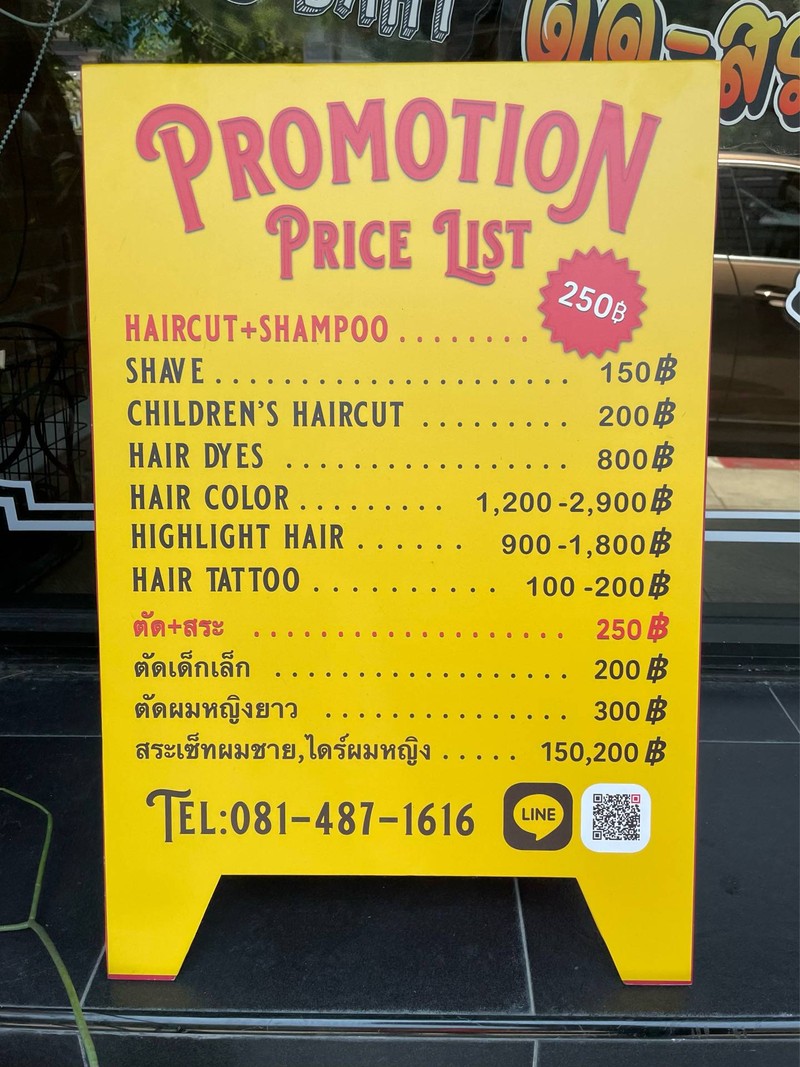 PROMOTION
PRICE LIST
HAIRCUT+SHAMPOO ........ 250฿
SHAVE ...................... 150฿
CHILDREN'S HAIRCUT ......... 200฿
HAIR DYES ................. 800฿
HAIR COLOR ......... 1,200 -2,900฿
HIGHLIGHT HAIR ...... 900 -1,800฿
HAIR TATTOO .......... 100 -200฿
ตัด+สระ ................... 250฿
ตัดเด็กเล็ก ................. 200฿
ตัดผมหญิงยาว .............. 300฿
สระเซ็ทผมชาย,ไดร์ผมหญิง ..... 150,200฿
TEL:081-487-1616
LINE